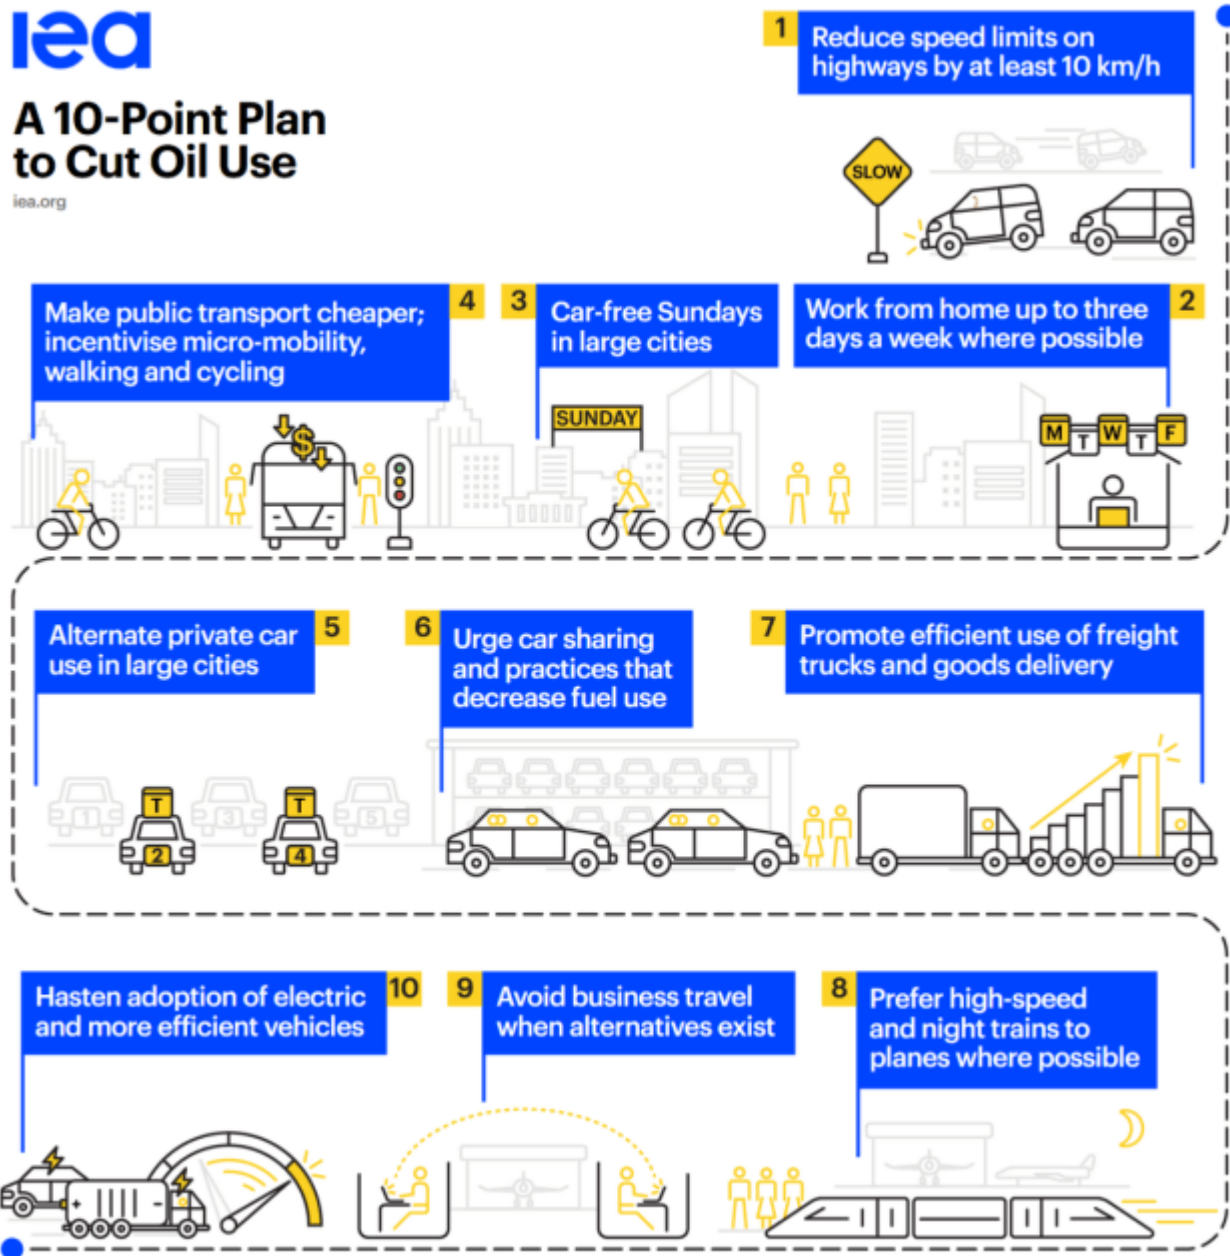 iea
A 10-Point Plan
to Cut Oil Use
iea.org
1
Reduce speed limits on
highways by at least 10 km/h
SLOW
2
Work from home up to three
days a week where possible
M T W T F
3
Car-free Sundays
in large cities
SUNDAY
4
Make public transport cheaper;
incentivise micro-mobility,
walking and cycling
$
5
Alternate private car
use in large cities
T
T
1
2
3
4
5
6
Urge car sharing
and practices that
decrease fuel use
7
Promote efficient use of freight
trucks and goods delivery
8
Prefer high-speed
and night trains to
planes where possible
9
Avoid business travel
when alternatives exist
10
Hasten adoption of electric
and more efficient vehicles
+ -